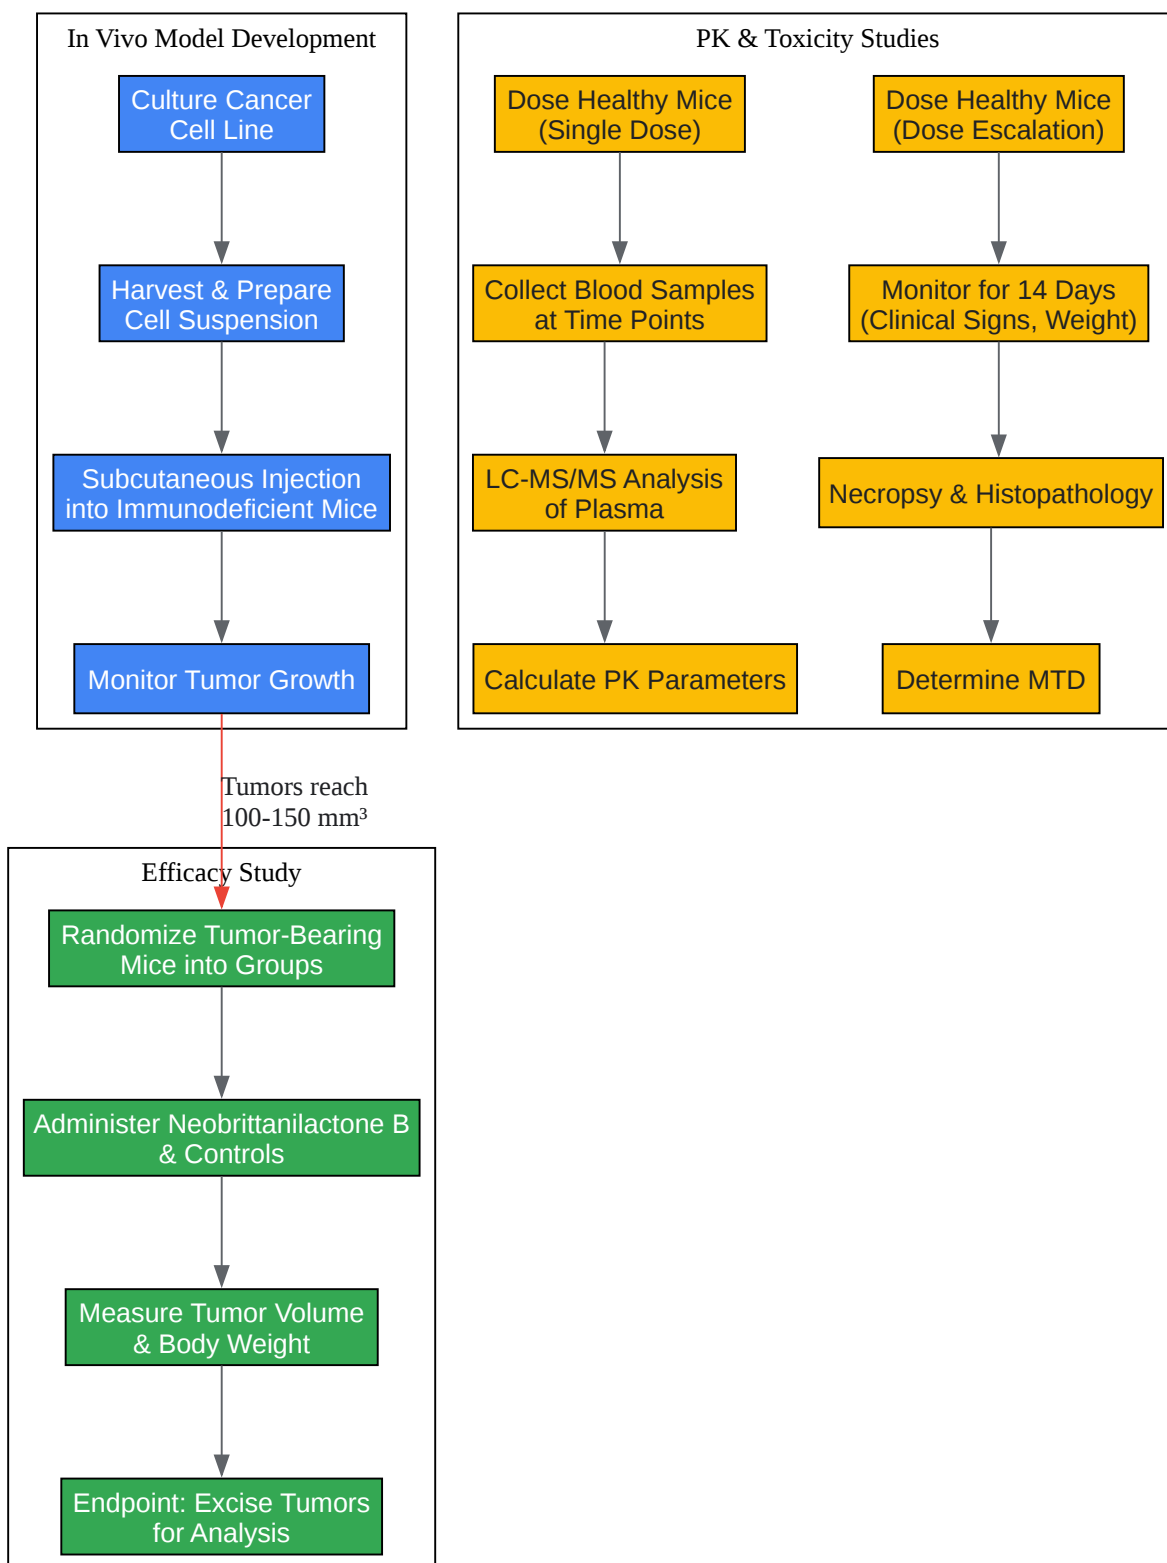 In Vivo Model Development
Culture Cancer
Cell Line
Harvest & Prepare
Cell Suspension
Subcutaneous Injection
into Immunodeficient Mice
Monitor Tumor Growth
Tumors reach
100-150 mm³
Efficacy Study
Randomize Tumor-Bearing
Mice into Groups
Administer Neobrittanilactone B
& Controls
Measure Tumor Volume
& Body Weight
Endpoint: Excise Tumors
for Analysis
PK & Toxicity Studies
Dose Healthy Mice
(Single Dose)
Collect Blood Samples
at Time Points
LC-MS/MS Analysis
of Plasma
Calculate PK Parameters
Dose Healthy Mice
(Dose Escalation)
Monitor for 14 Days
(Clinical Signs, Weight)
Necropsy & Histopathology
Determine MTD